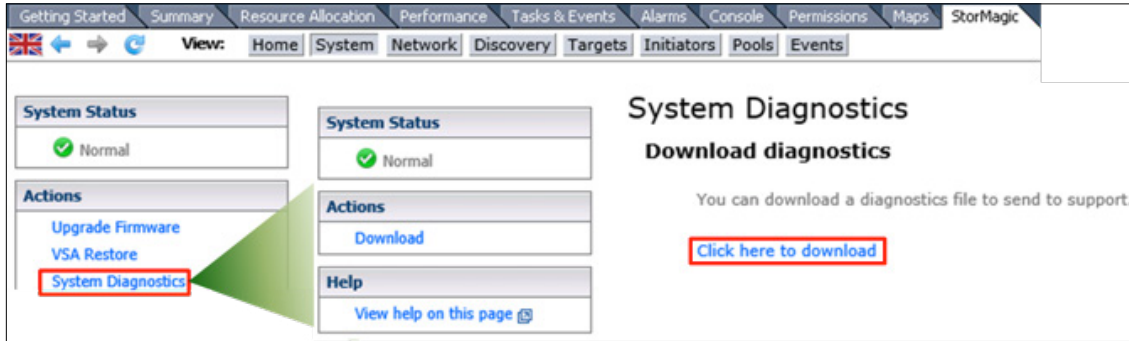 Getting Started Summary Resource Allocation Performance Tasks & Events Alarms Console Permissions Maps StorMagic
View: Home System Network Discovery Targets Initiators Pools Events
System Status
Normal
Actions
Upgrade Firmware
VSA Restore
System Diagnostics
System Status
Normal
Actions
Download
Help
View help on this page
System Diagnostics
Download diagnostics
You can download a diagnostics file to send to support.
Click here to download